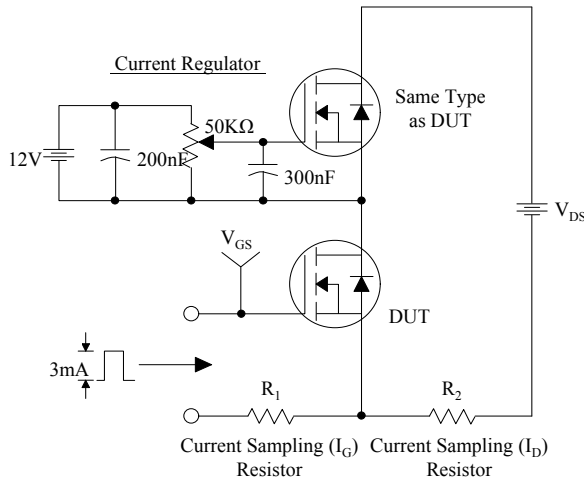 Current Regulator
50KΩ
Same Type
as DUT
12V
200nF
300nF
V_DS
V_GS
DUT
3mA
R_1
R_2
Current Sampling (I_G)
Resistor
Current Sampling (I_D)
Resistor